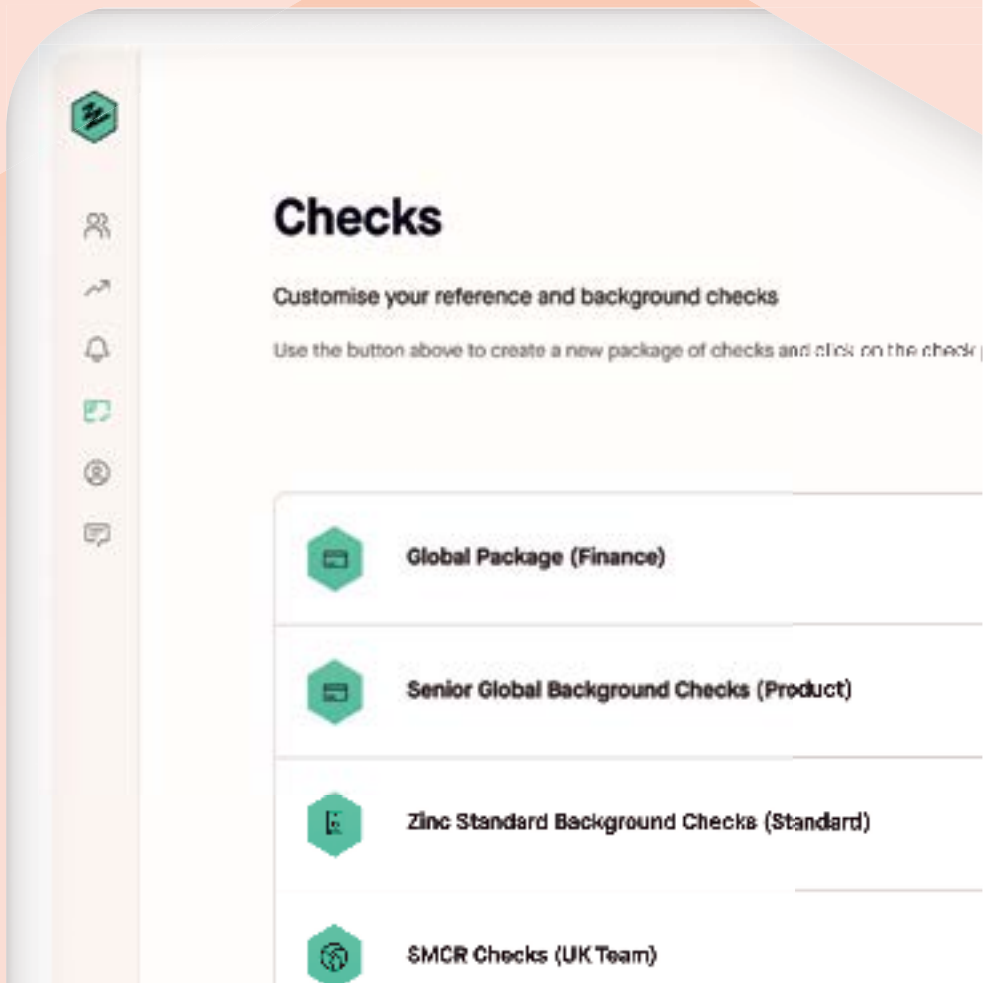 Checks
Customise your reference and background checks
Use the button above to create a new package of checks and click on the check
Global Package (Finance)
Senior Global Background Checks (Product)
Zinc Standard Background Checks (Standard)
SMCR Checks (UK Team)